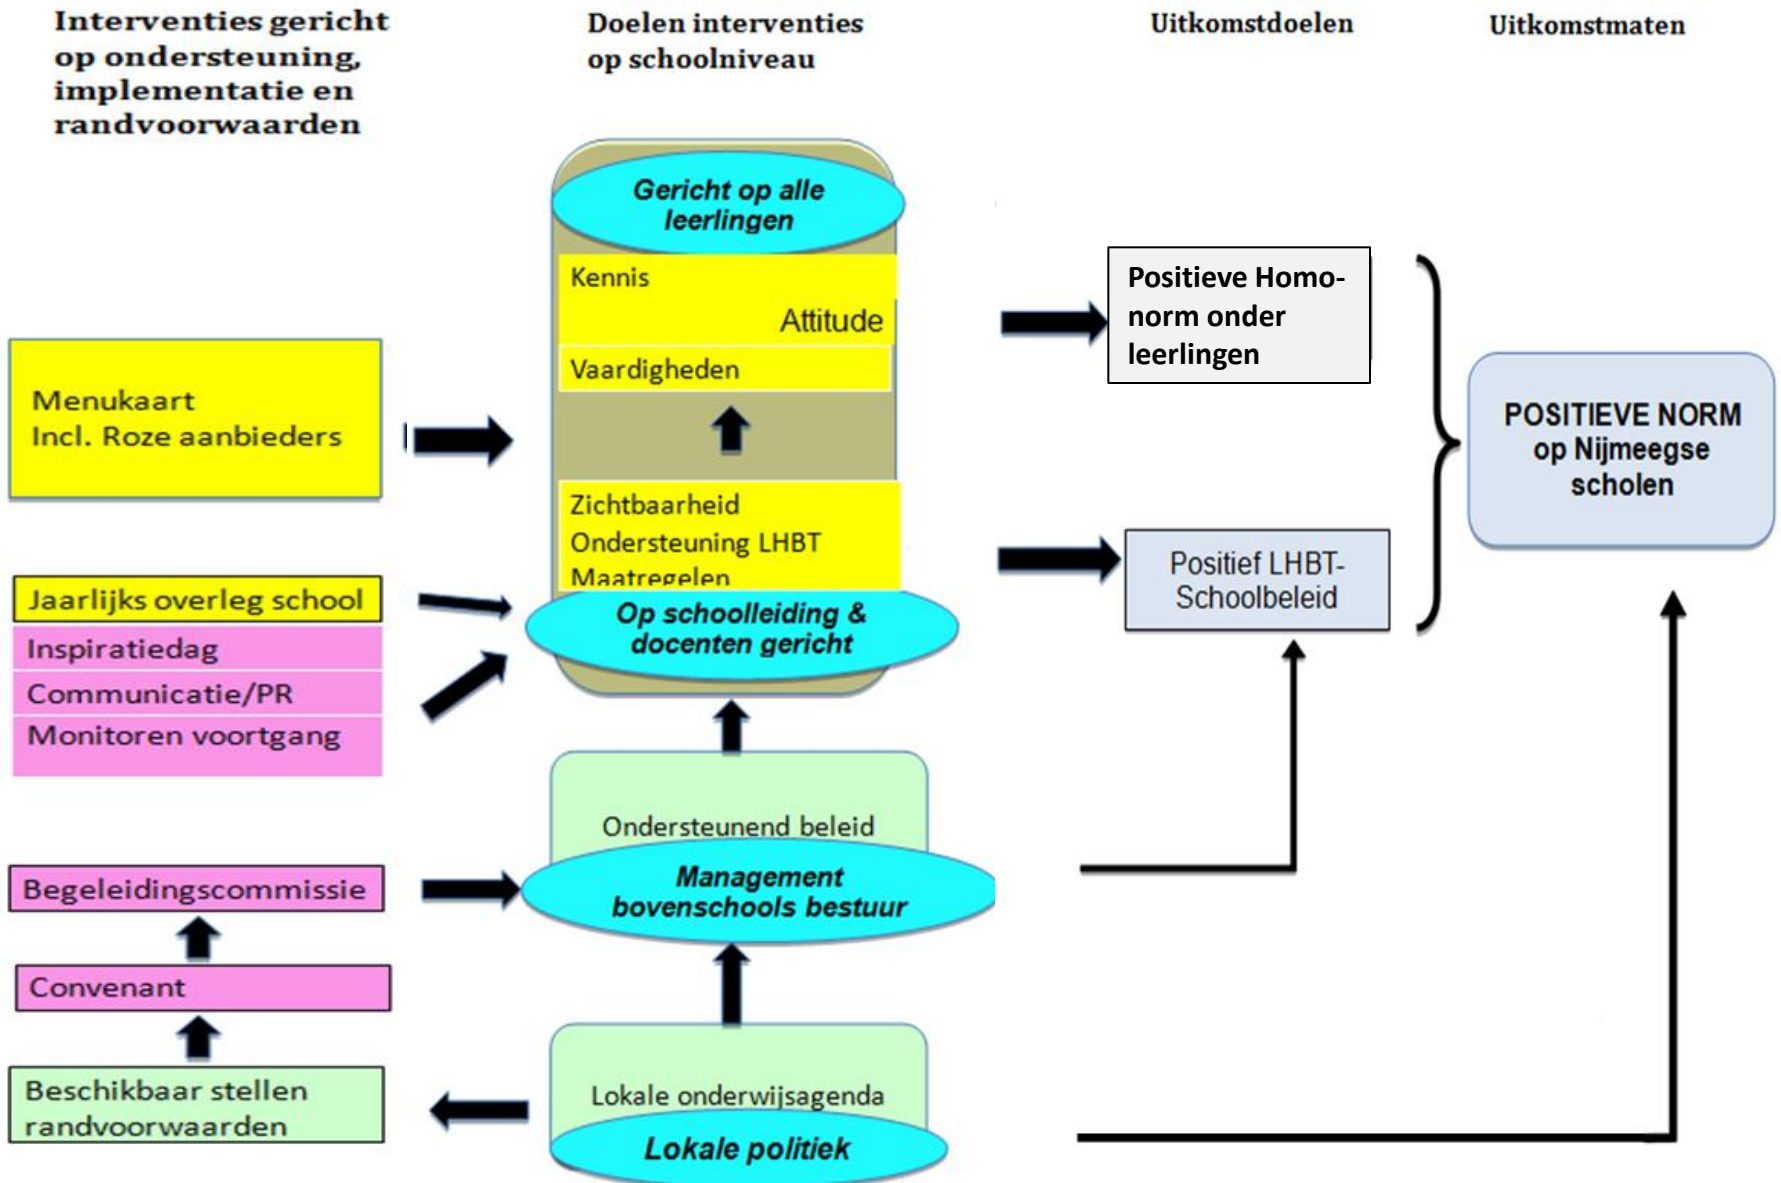 Interventies gericht
op ondersteuning,
implementatie en
randvoorwaarden
Doelen interventies
op schoolniveau
Uitkomstdoelen
Uitkomstmaten
Menukaart
Incl. Roze aanbieders
Jaarlijks overleg school
Inspiratiedag
Communicatie/PR
Monitoren voortgang
Begeleidingscommissie
Convenant
Beschikbaar stellen
randvoorwaarden
Gericht op alle
leerlingen
Kennis
Attitude
Vaardigheden
Zichtbaarheid
Ondersteuning LHBT
Maatregelen
Op schoolleiding &
docenten gericht
Ondersteunend beleid
Management
bovenschools bestuur
Lokale onderwijsagenda
Lokale politiek
Positieve Homo-
norm onder
leerlingen
Positief LHBT-
Schoolbeleid
POSITIEVE NORM
op Nijmeegse
scholen